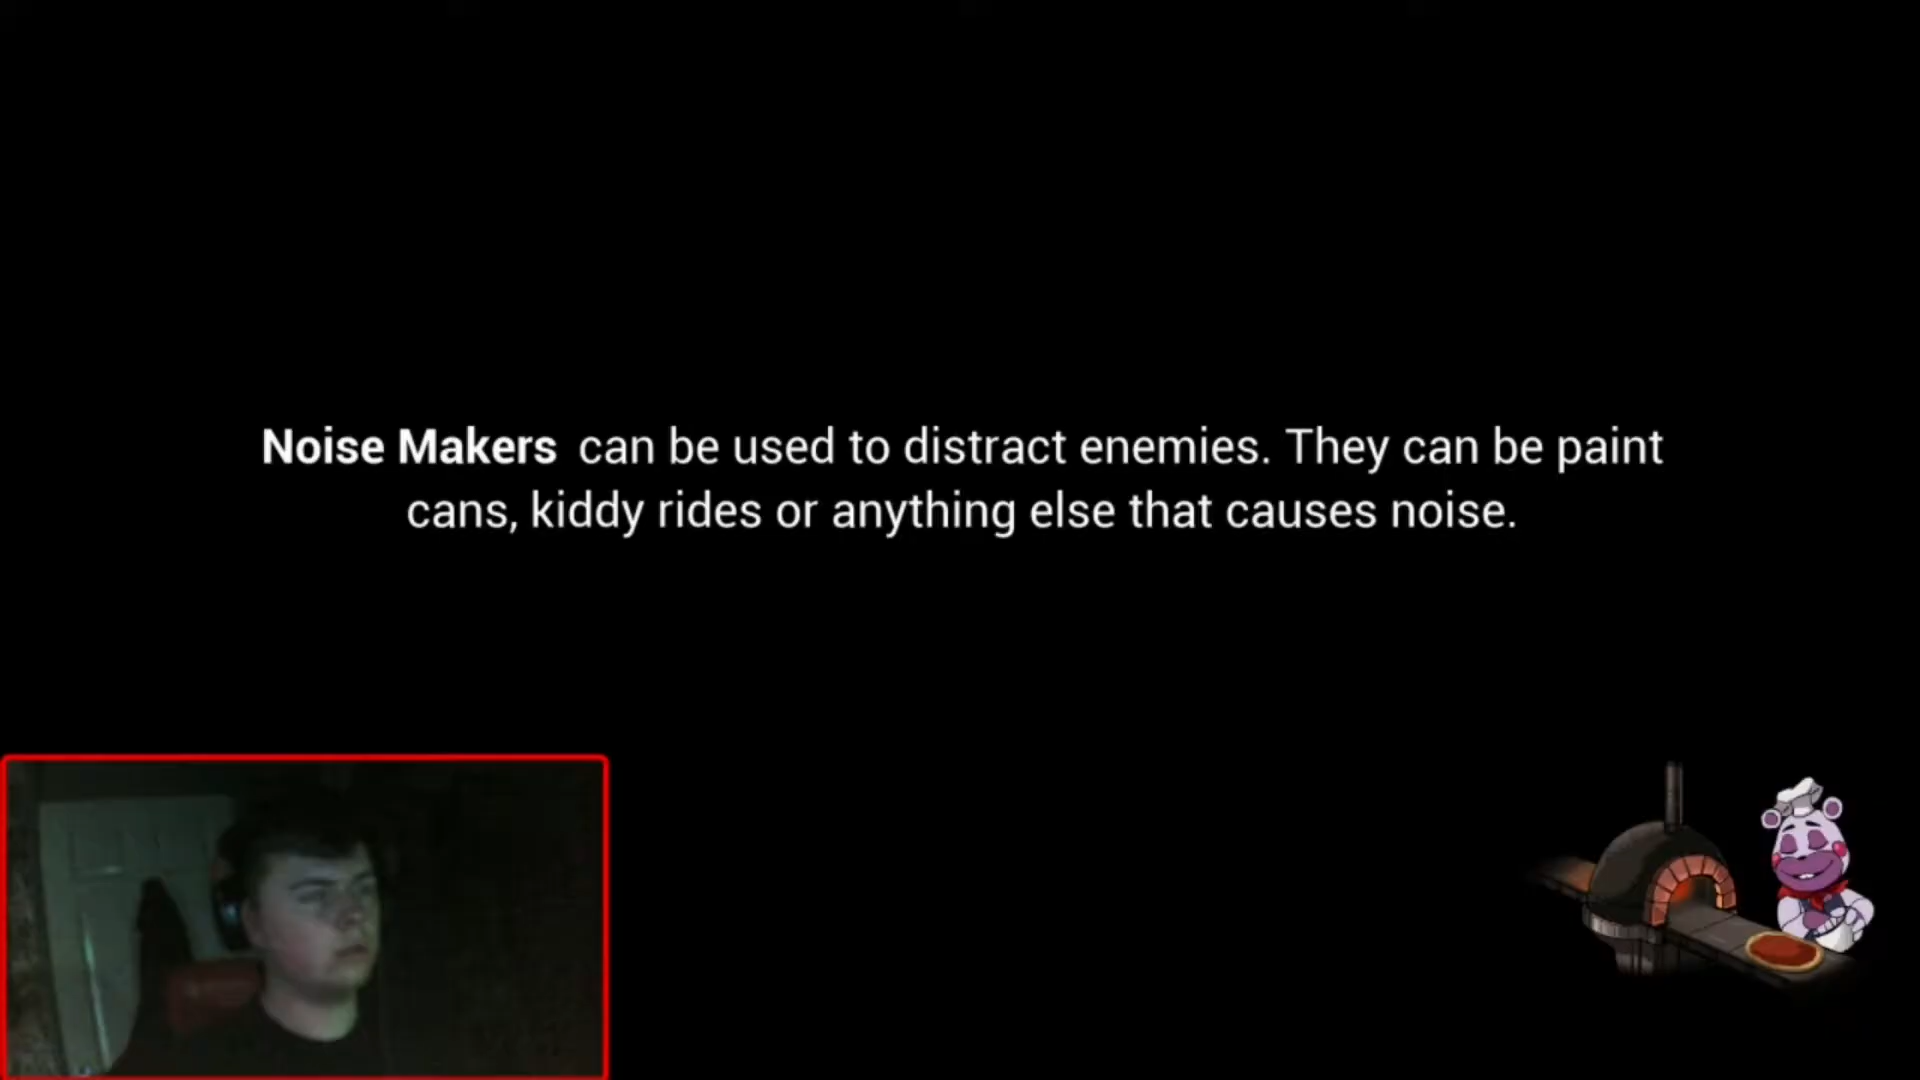 Noise Makers can be used to distract enemies. They can be paint
cans, kiddy rides or anything else that causes noise.